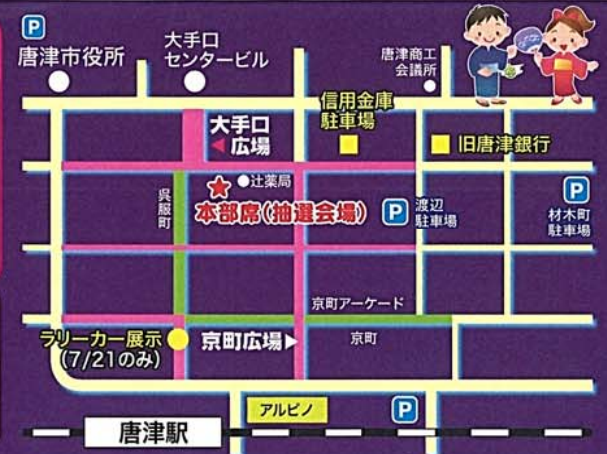 P
唐津市役所
大手口
センタービル
唐津商工
会議所
信用金庫
駐車場
大手口
広場
旧唐津銀行
呉服町
辻薬局
本部席(抽選会場)
P
渡辺
駐車場
P
材木町
駐車場
京町アーケード
ラリーカー展示
(7/21のみ)
京町広場
京町
アルピノ
P
唐津駅